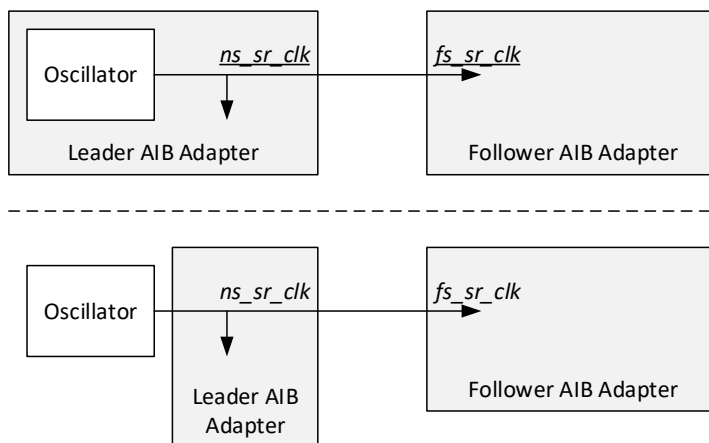 Oscillator
ns_sr_clk
fs_sr_clk
Leader AIB Adapter
Follower AIB Adapter
Oscillator
ns_sr_clk
fs_sr_clk
Leader AIB
Adapter
Follower AIB Adapter